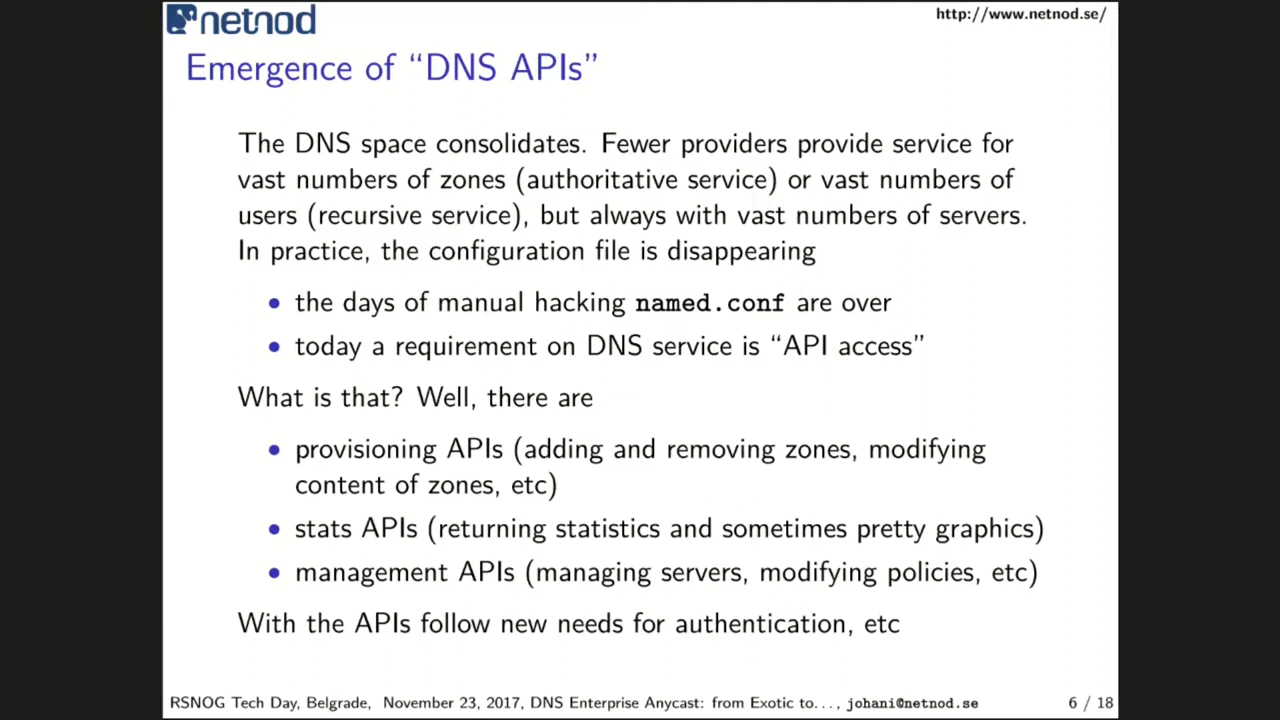 netnod
http://www.netnod.se/
Emergence of “DNS APIs”
The DNS space consolidates. Fewer providers provide service for
vast numbers of zones (authoritative service) or vast numbers of
users (recursive service), but always with vast numbers of servers.
In practice, the configuration file is disappearing
• the days of manual hacking named.conf are over
• today a requirement on DNS service is “API access”
What is that? Well, there are
• provisioning APIs (adding and removing zones, modifying
content of zones, etc)
• stats APIs (returning statistics and sometimes pretty graphics)
• management APIs (managing servers, modifying policies, etc)
With the APIs follow new needs for authentication, etc
RSNOG Tech Day, Belgrade, November 23, 2017, DNS Enterprise Anycast: from Exotic to..., johani@netnod.se 6 / 18